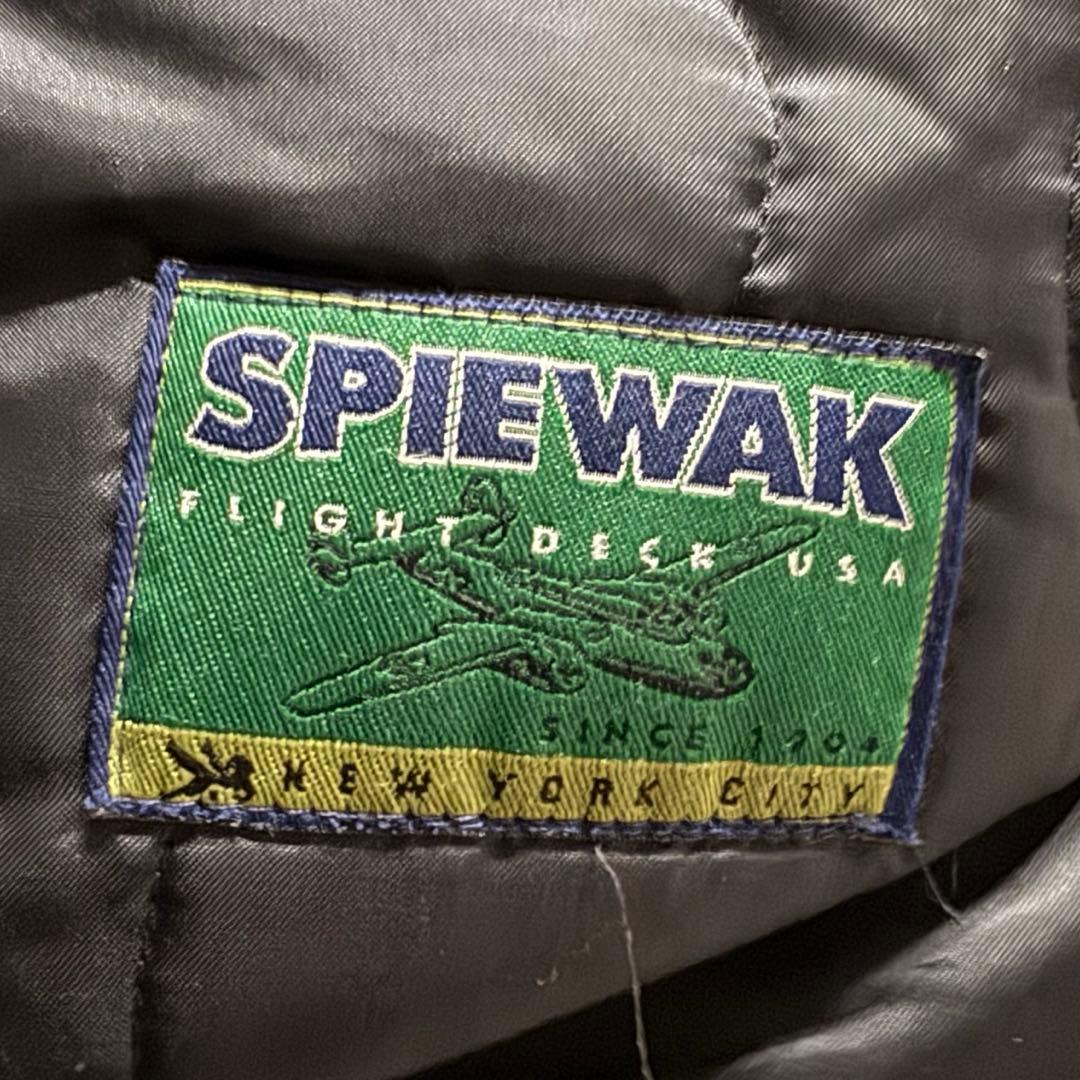 SPIEWAK
FLIGHT DECK USA
SINCE 1904
NEW YORK CITY